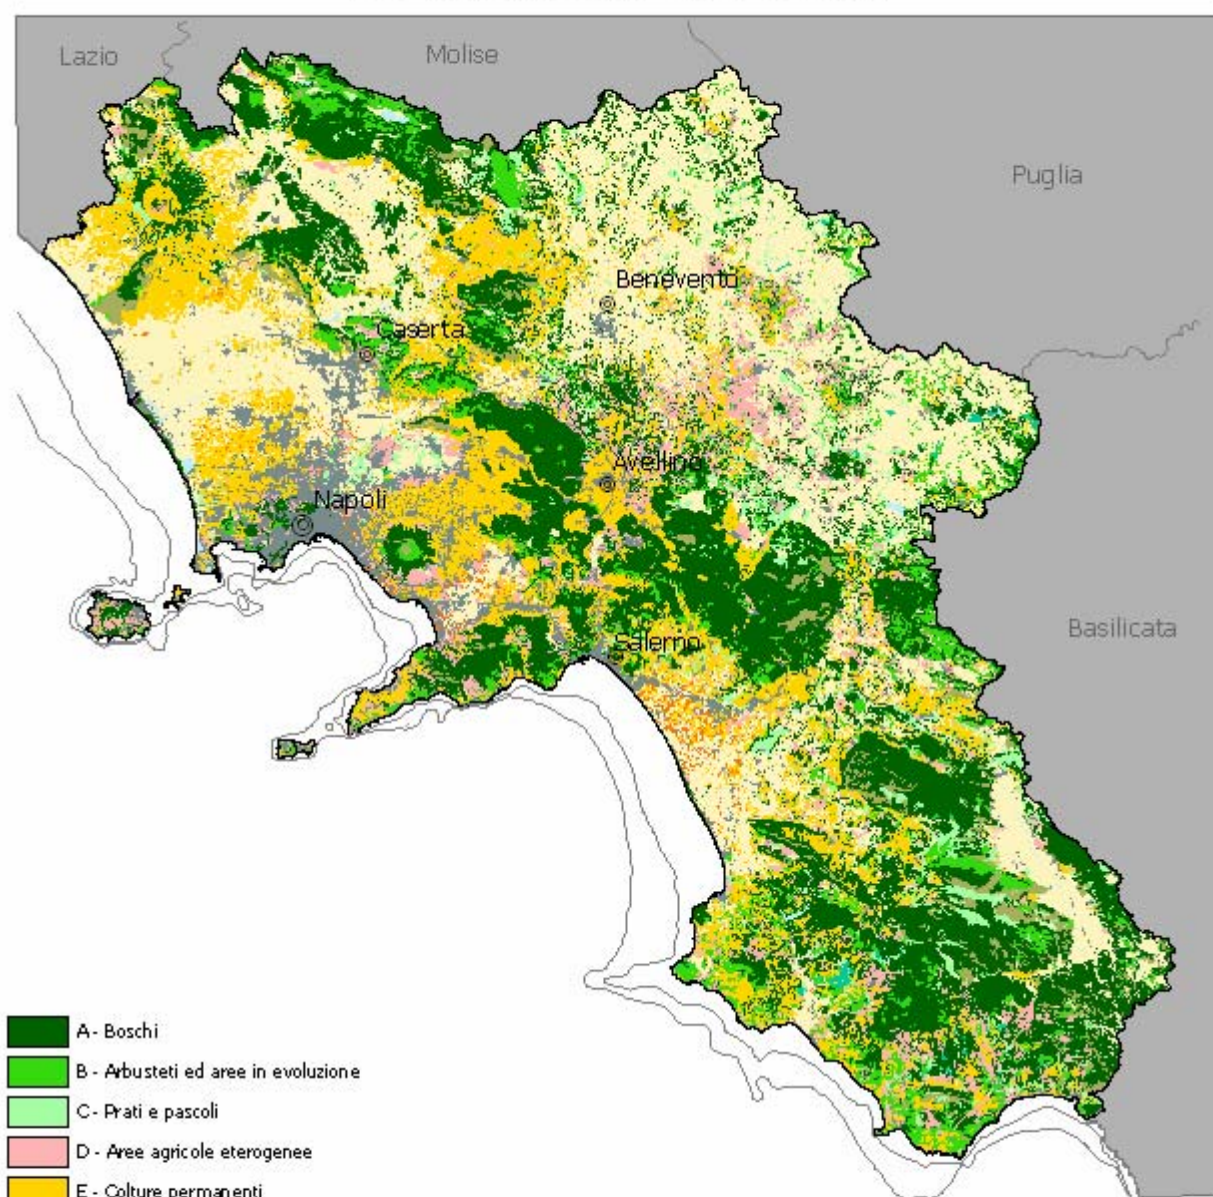 Lazio
Molise
Puglia
Benevento
Caserta
Avellino
Napoli
Salerno
Basilicata
A - Boschi
B - Arbusteti ed aree in evoluzione
C - Prati e pascoli
D - Aree agricole eterogenee
E - Colture permanenti